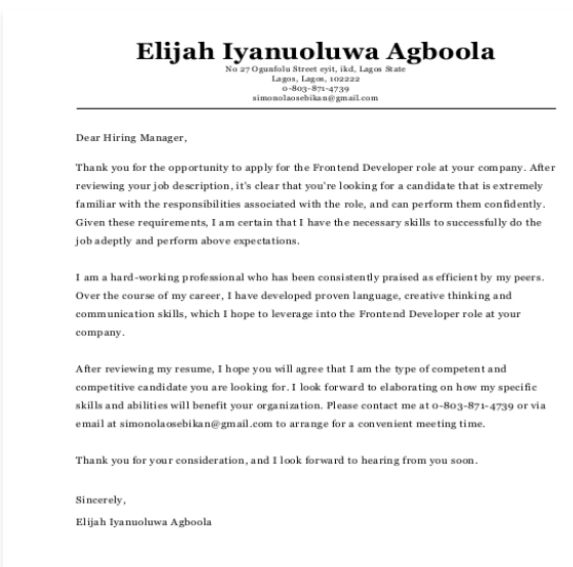 Elijah Iyanuoluwa Agboola
No 27 Ogunfolu Street eyit, ikd, Lagos State
Lagos, Lagos, 102222
0-803-871-4739
simonolaosebikan@gmail.com
Dear Hiring Manager,
Thank you for the opportunity to apply for the Frontend Developer role at your company. After
reviewing your job description, it's clear that you're looking for a candidate that is extremely
familiar with the responsibilities associated with the role, and can perform them confidently.
Given these requirements, I am certain that I have the necessary skills to successfully do the
job adeptly and perform above expectations.
I am a hard-working professional who has been consistently praised as efficient by my peers.
Over the course of my career, I have developed proven language, creative thinking and
communication skills, which I hope to leverage into the Frontend Developer role at your
company.
After reviewing my resume, I hope you will agree that I am the type of competent and
competitive candidate you are looking for. I look forward to elaborating on how my specific
skills and abilities will benefit your organization. Please contact me at 0-803-871-4739 or via
email at simonolaosebikan@gmail.com to arrange for a convenient meeting time.
Thank you for your consideration, and I look forward to hearing from you soon.
Sincerely,
Elijah Iyanuoluwa Agboola